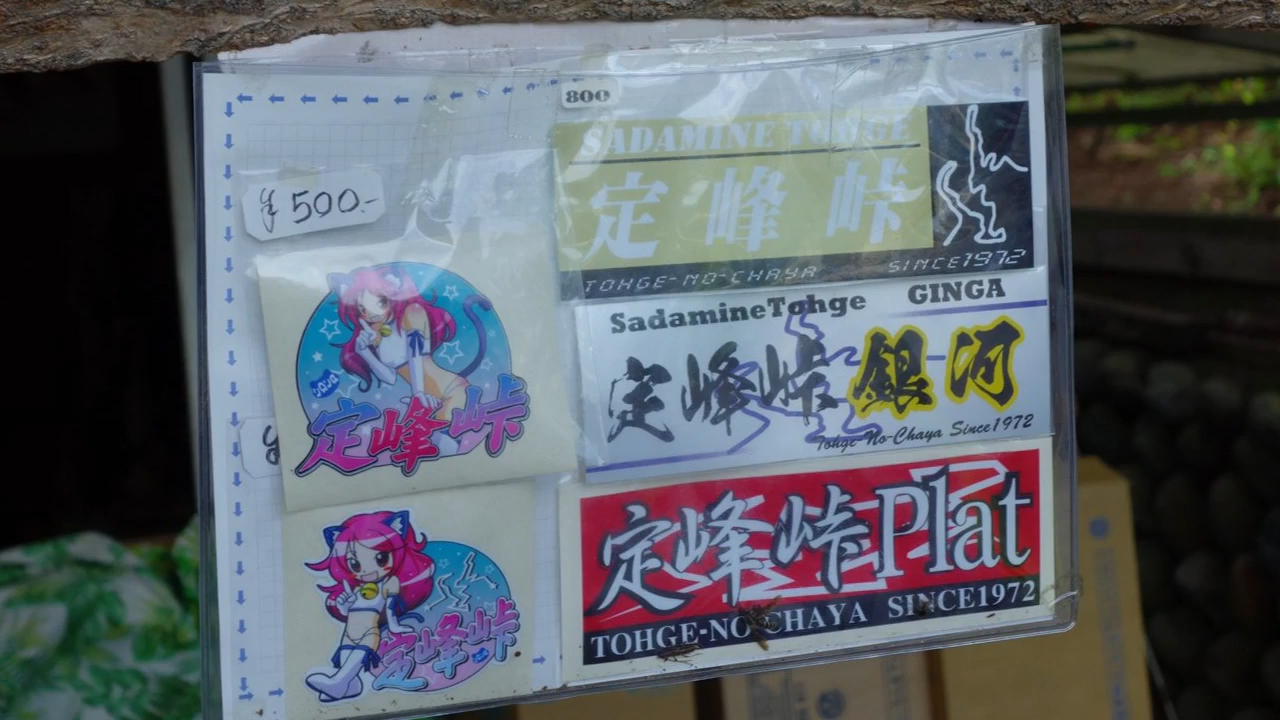 800
¥500.-
SADAMINE TOHGE
定峰峠
TOHGE-NO-CHAYA SINCE1972
定峰峠
SadamineTohge GINGA
定峰峠 銀河
Tohge-No-Chaya Since1972
¥
定峰峠Plat
TOHGE-NO-CHAYA SINCE1972
定峰峠